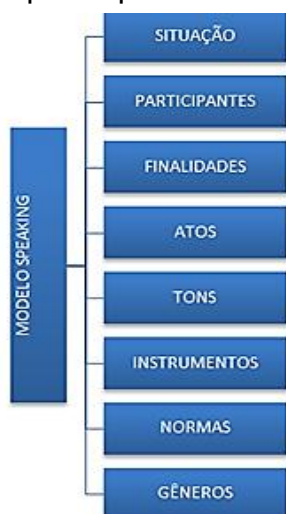 MODELO SPEAKING
SITUAÇÃO
PARTICIPANTES
FINALIDADES
ATOS
TONS
INSTRUMENTOS
NORMAS
GÊNEROS